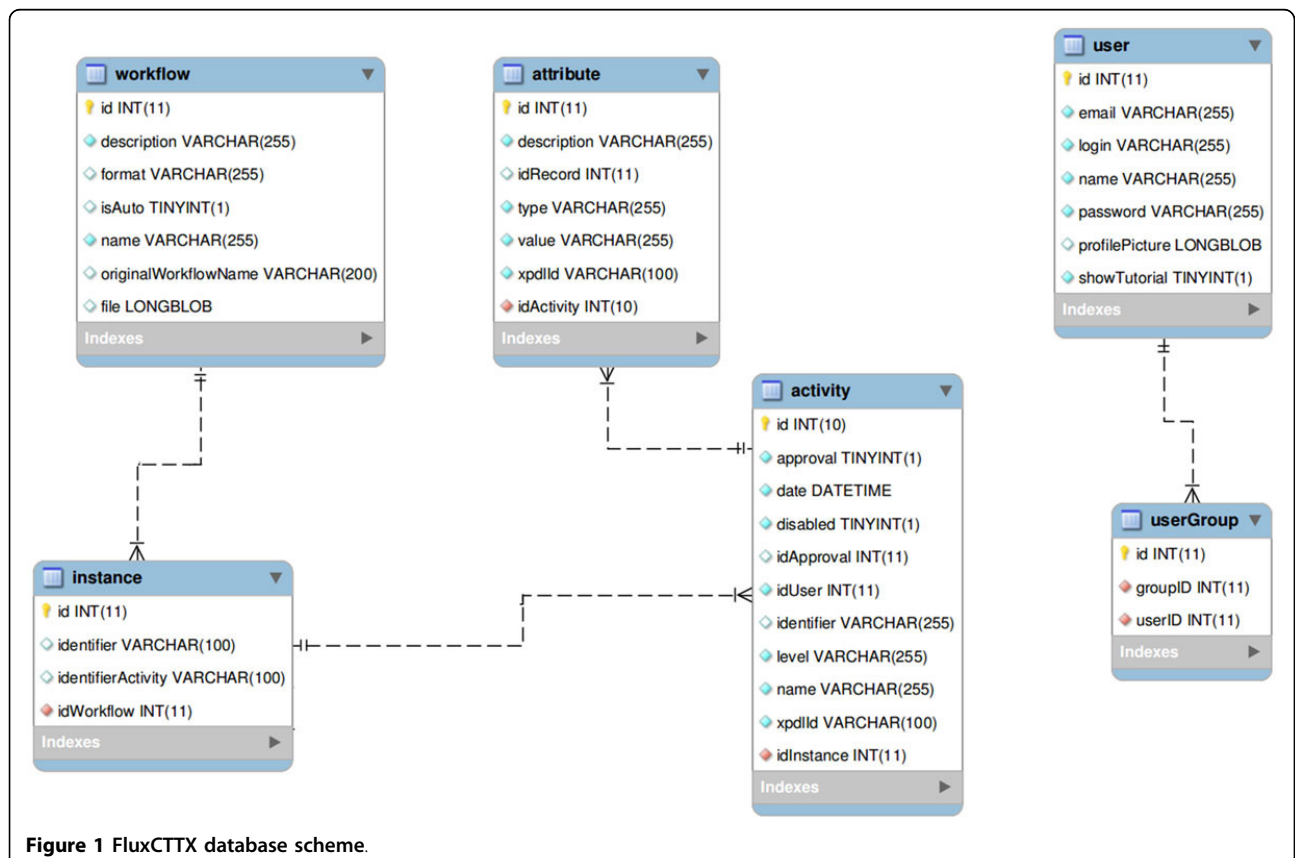 workflow
id INT(11)
description VARCHAR(255)
format VARCHAR(255)
isAuto TINYINT(1)
name VARCHAR(255)
originalWorkflowName VARCHAR(200)
file LONGBLOB
Indexes
attribute
id INT(11)
description VARCHAR(255)
idRecord INT(11)
type VARCHAR(255)
value VARCHAR(255)
xpdlId VARCHAR(100)
idActivity INT(10)
Indexes
user
id INT(11)
email VARCHAR(255)
login VARCHAR(255)
name VARCHAR(255)
password VARCHAR(255)
profilePicture LONGBLOB
showTutorial TINYINT(1)
Indexes
activity
id INT(10)
approval TINYINT(1)
date DATETIME
disabled TINYINT(1)
idApproval INT(11)
idUser INT(11)
identifier VARCHAR(255)
level VARCHAR(255)
name VARCHAR(255)
xpdlId VARCHAR(100)
idInstance INT(11)
Indexes
userGroup
id INT(11)
groupID INT(11)
userID INT(11)
Indexes
instance
id INT(11)
identifier VARCHAR(100)
identifierActivity VARCHAR(100)
idWorkflow INT(11)
Indexes
Figure 1 FluxCTTX database scheme.